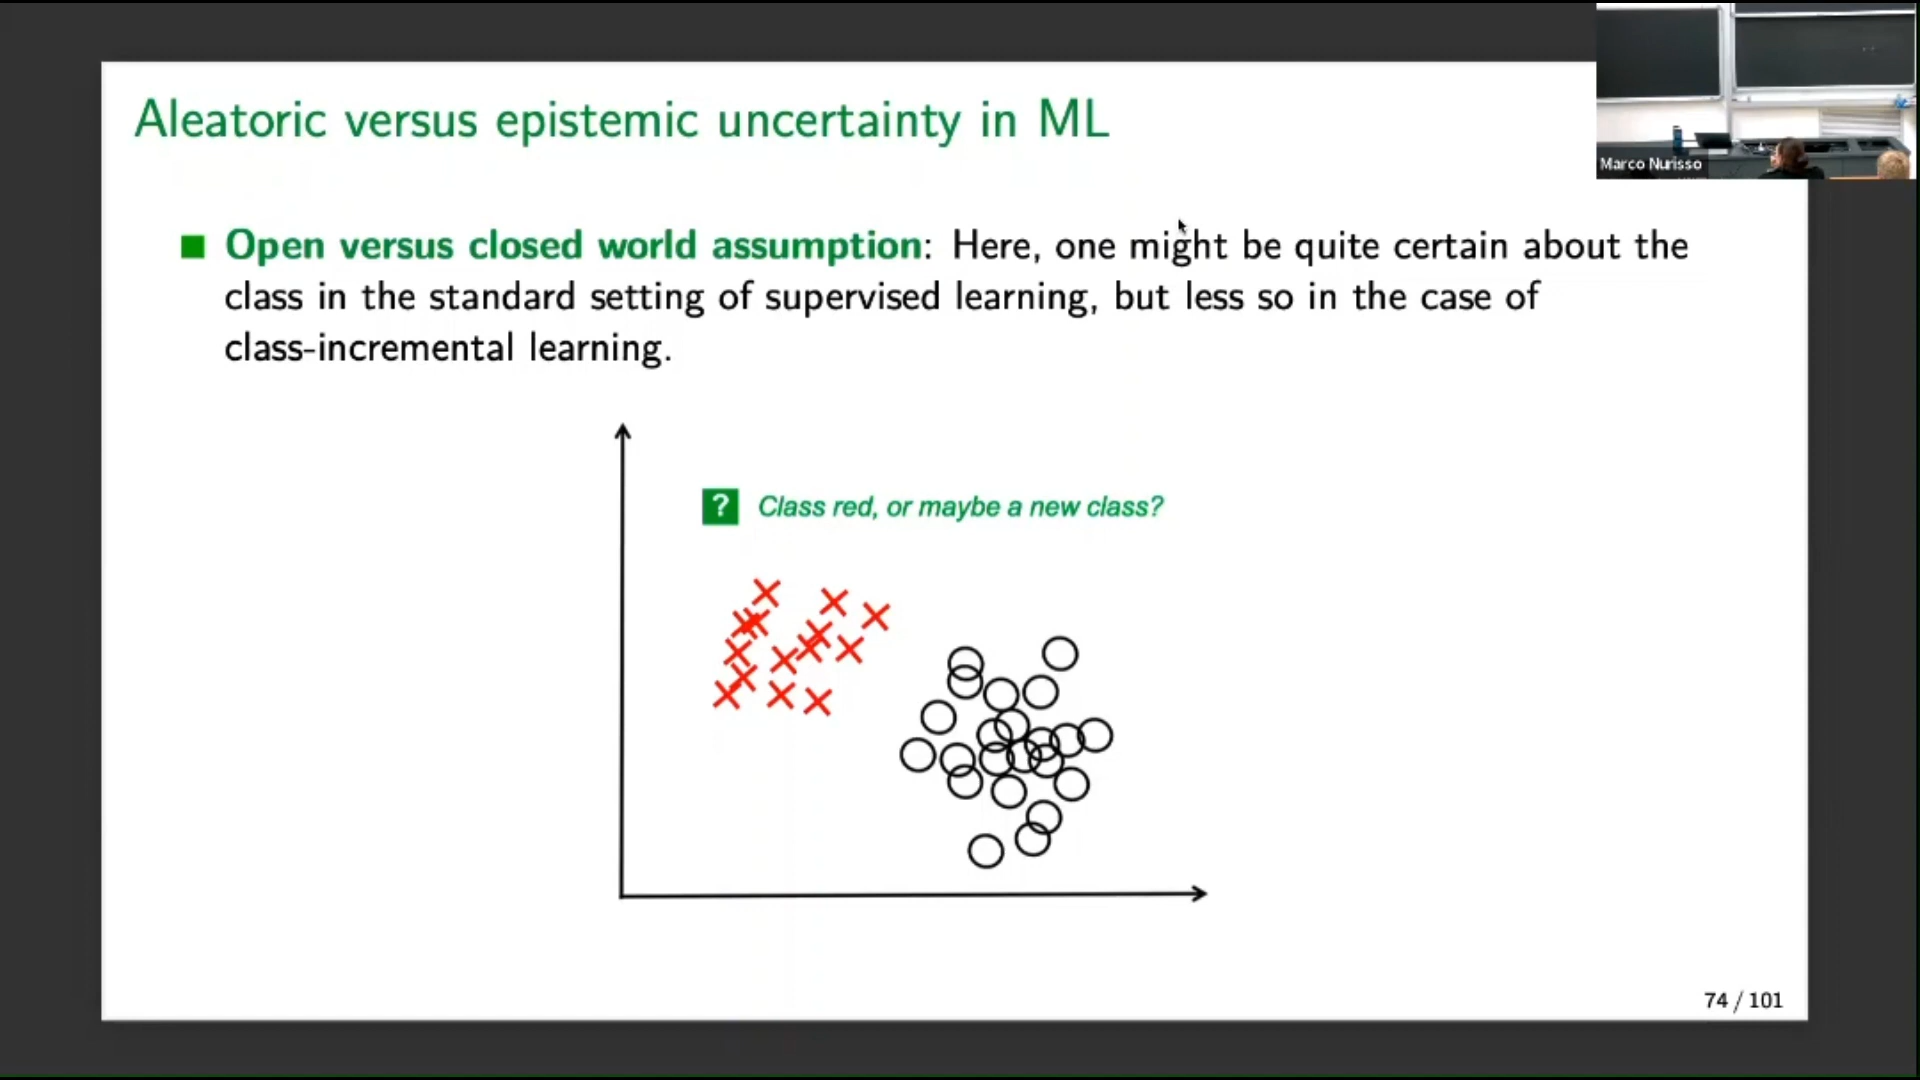 Aleatoric versus epistemic uncertainty in ML
Marco Nurisso
Open versus closed world assumption: Here, one might be quite certain about the
class in the standard setting of supervised learning, but less so in the case of
class-incremental learning.
? Class red, or maybe a new class?
74 / 101